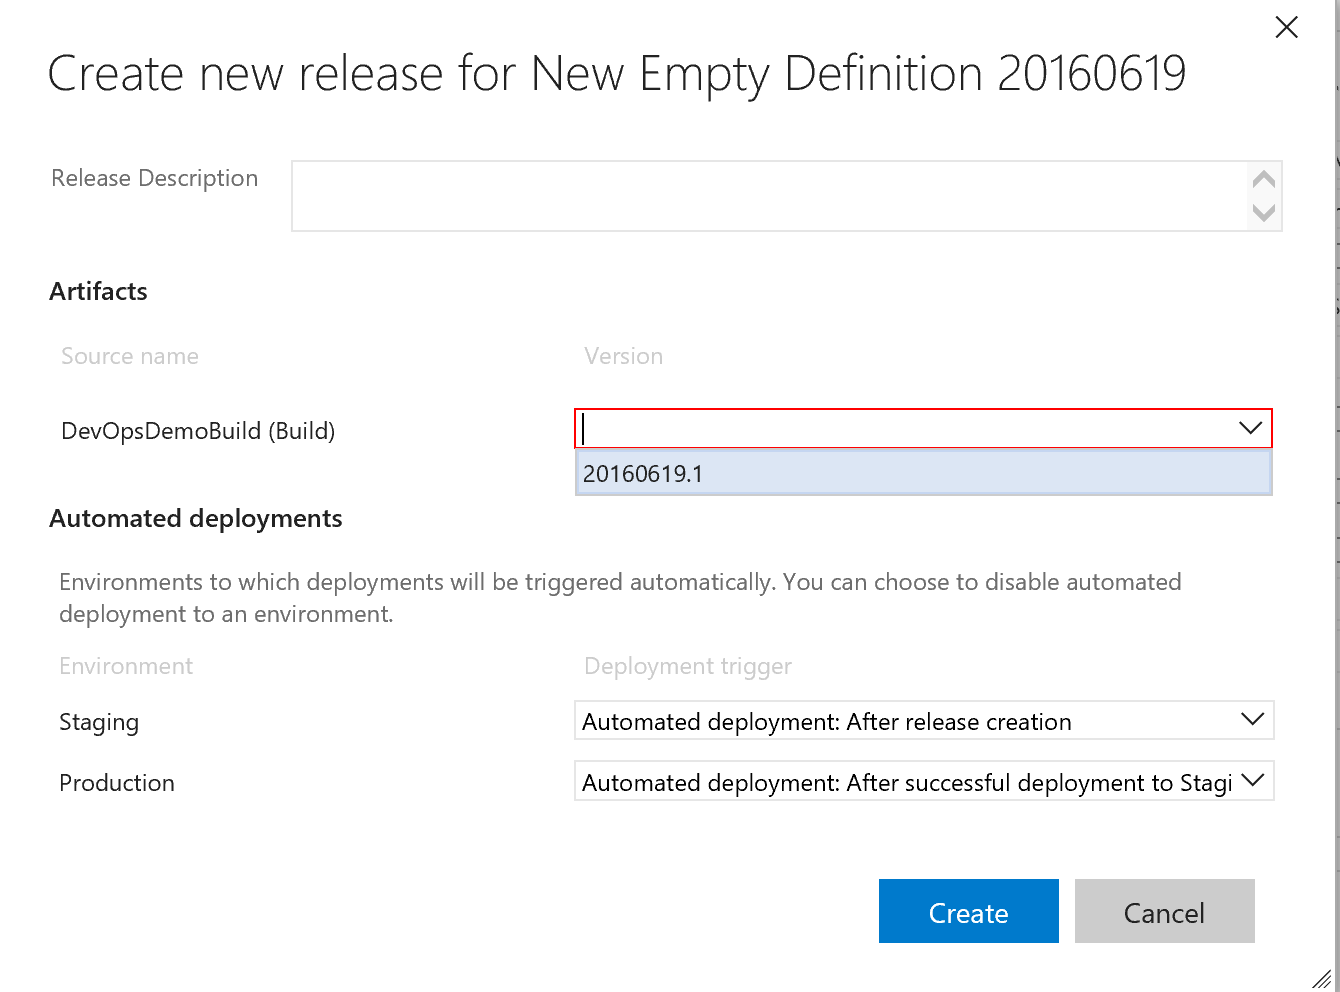 Create new release for New Empty Definition 20160619
Release Description
Artifacts
Source name Version
DevOpsDemoBuild (Build)
20160619.1
Automated deployments
Environments to which deployments will be triggered automatically. You can choose to disable automated
deployment to an environment.
Environment Deployment trigger
Staging Automated deployment: After release creation
Production Automated deployment: After successful deployment to Stagi
Create Cancel